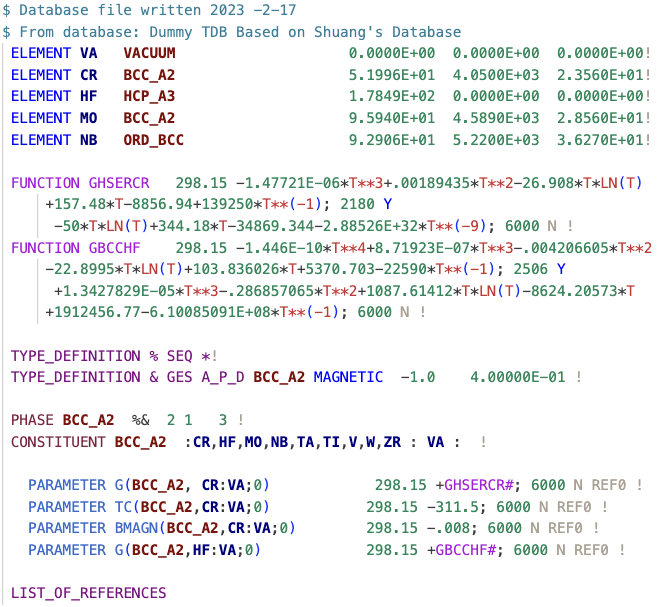 $ Database file written 2023 -2-17
$ From database: Dummy TDB Based on Shuang's Database
ELEMENT VA   VACUUM                    0.0000E+00  0.0000E+00  0.0000E+00!
ELEMENT CR   BCC_A2                    5.1996E+01  4.0500E+03  2.3560E+01!
ELEMENT HF   HCP_A3                    1.7849E+02  0.0000E+00  0.0000E+00!
ELEMENT MO   BCC_A2                    9.5940E+01  4.5890E+03  2.8560E+01!
ELEMENT NB   ORD_BCC                   9.2906E+01  5.2200E+03  3.6270E+01!
FUNCTION GHSERCR   298.15 -1.47721E-06*T**3+.00189435*T**2-26.908*T*LN(T)
+157.48*T-8856.94+139250*T**(-1); 2180 Y
-50*T*LN(T)+344.18*T-34869.344-2.88526E+32*T**(-9); 6000 N !
FUNCTION GBCCHF    298.15 -1.446E-10*T**4+8.71923E-07*T**3-.004206605*T**2
-22.8995*T*LN(T)+103.836026*T+5370.703-22590*T**(-1); 2506 Y
+1.3427829E-05*T**3-.286857065*T**2+1087.61412*T*LN(T)-8624.20573*T
+1912456.77-6.10085091E+08*T**(-1); 6000 N !
TYPE_DEFINITION % SEQ *!
TYPE_DEFINITION & GES A_P_D BCC_A2 MAGNETIC  -1.0    4.00000E-01 !
PHASE BCC_A2  %&  2 1   3 !
CONSTITUENT BCC_A2  :CR,HF,MO,NB,TA,TI,V,W,ZR : VA :  !
PARAMETER G(BCC_A2, CR:VA;0)            298.15 +GHSERCR#; 6000 N REF0 !
PARAMETER TC(BCC_A2,CR:VA;0)           298.15 -311.5; 6000 N REF0 !
PARAMETER BMAGN(BCC_A2,CR:VA;0)        298.15 -.008; 6000 N REF0 !
PARAMETER G(BCC_A2,HF:VA;0)            298.15 +GBCCHF#; 6000 N REF0 !
LIST_OF_REFERENCES